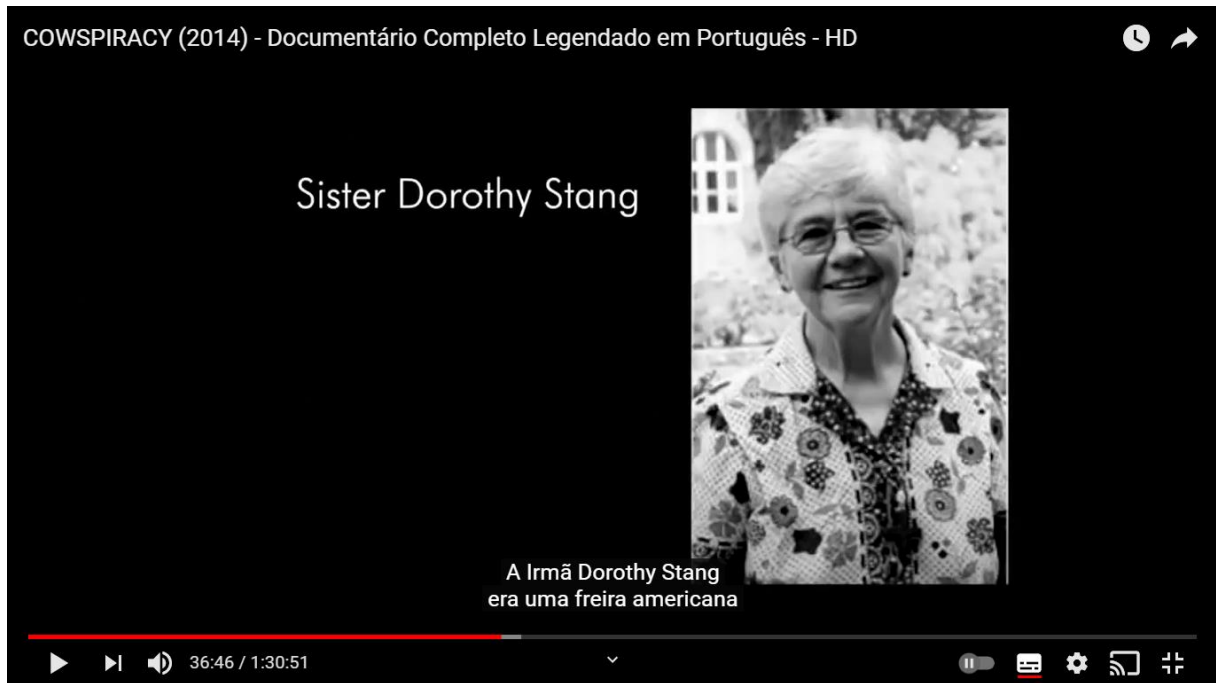 COWSPIRACY (2014) - Documentário Completo Legendado em Português - HD
Sister Dorothy Stang
A Irmã Dorothy Stang
era uma freira americana
36:46 / 1:30:51